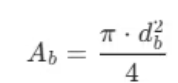 A_b = \frac{\pi \cdot d_b^2}{4}